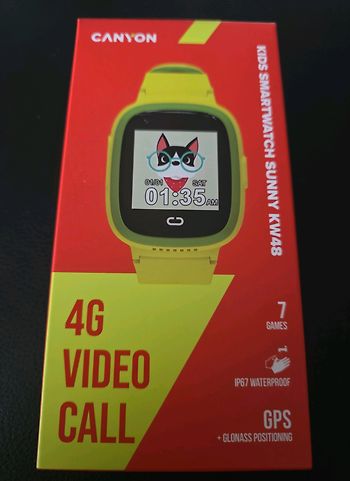 CANYON
KIDS SMARTWATCH SUNNY KW48
01/01 SAT
01:35AM
4G
VIDEO
CALL
7
GAMES
IP67 WATERPROOF
GPS
+ GLONASS POSITIONING